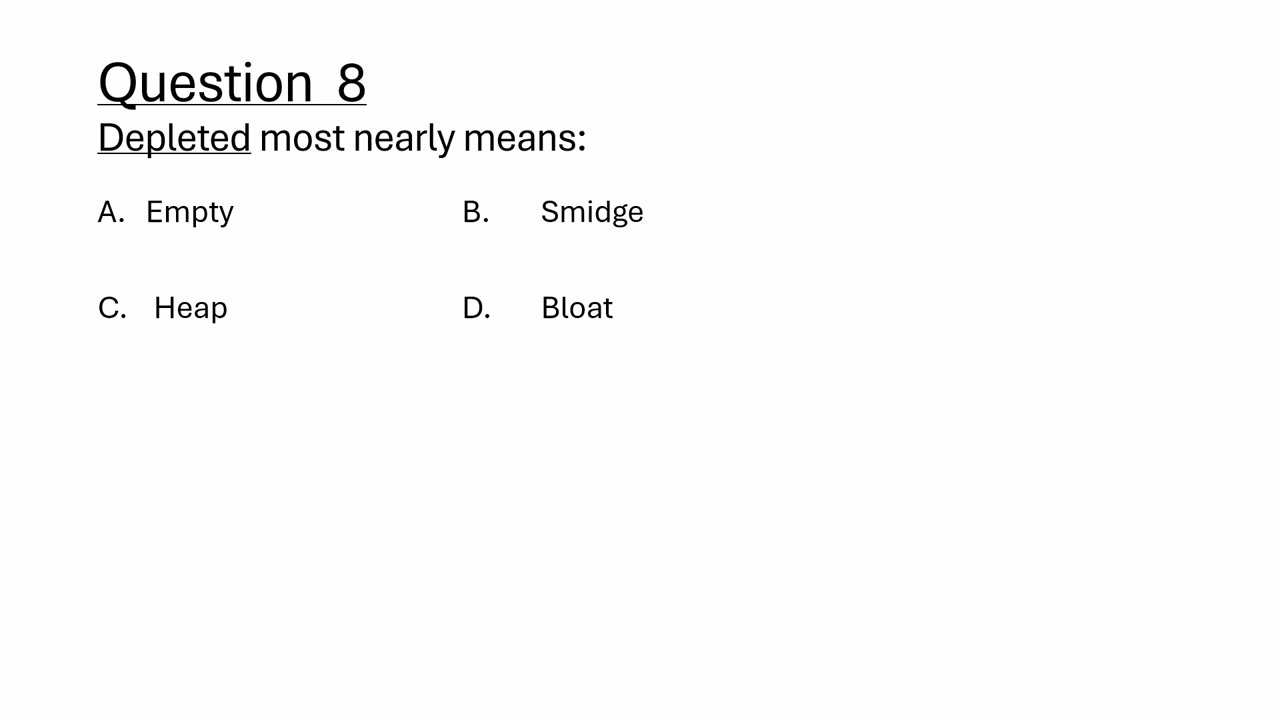 Question 8
Depleted most nearly means:
A. Empty B. Smidge
C. Heap D. Bloat